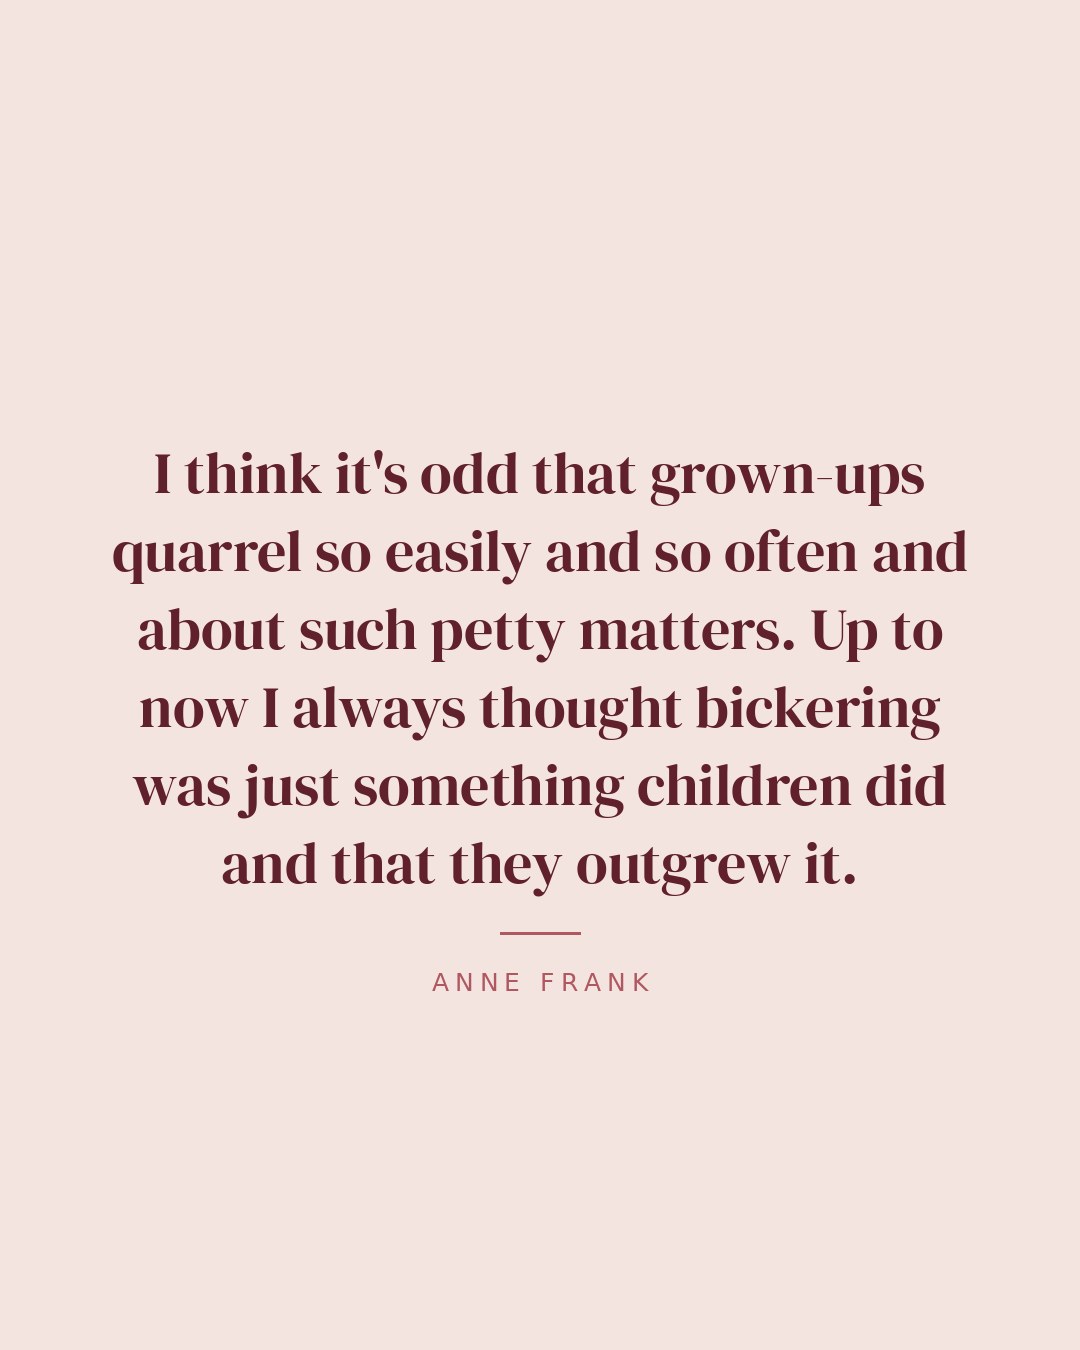 I think it's odd that grown-ups
quarrel so easily and so often and
about such petty matters. Up to
now I always thought bickering
was just something children did
and that they outgrew it.
ANNE FRANK